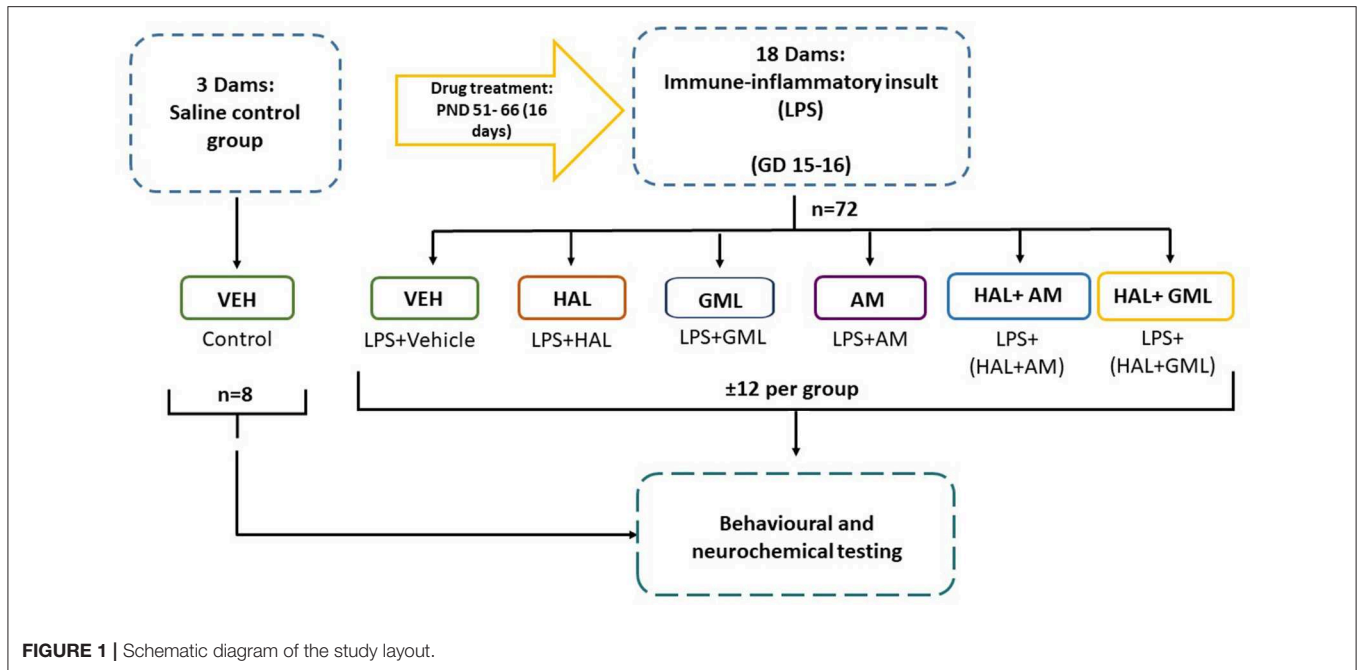 3 Dams:
Saline control
group
Drug treatment:
PND 51- 66 (16
days)
18 Dams:
Immune-inflammatory insult
(LPS)
(GD 15-16)
n=72
VEH
Control
n=8
VEH
LPS+Vehicle
HAL
LPS+HAL
GML
LPS+GML
AM
LPS+AM
HAL+ AM
LPS+
(HAL+AM)
HAL+ GML
LPS+
(HAL+GML)
±12 per group
Behavioural and
neurochemical testing
FIGURE 1 | Schematic diagram of the study layout.